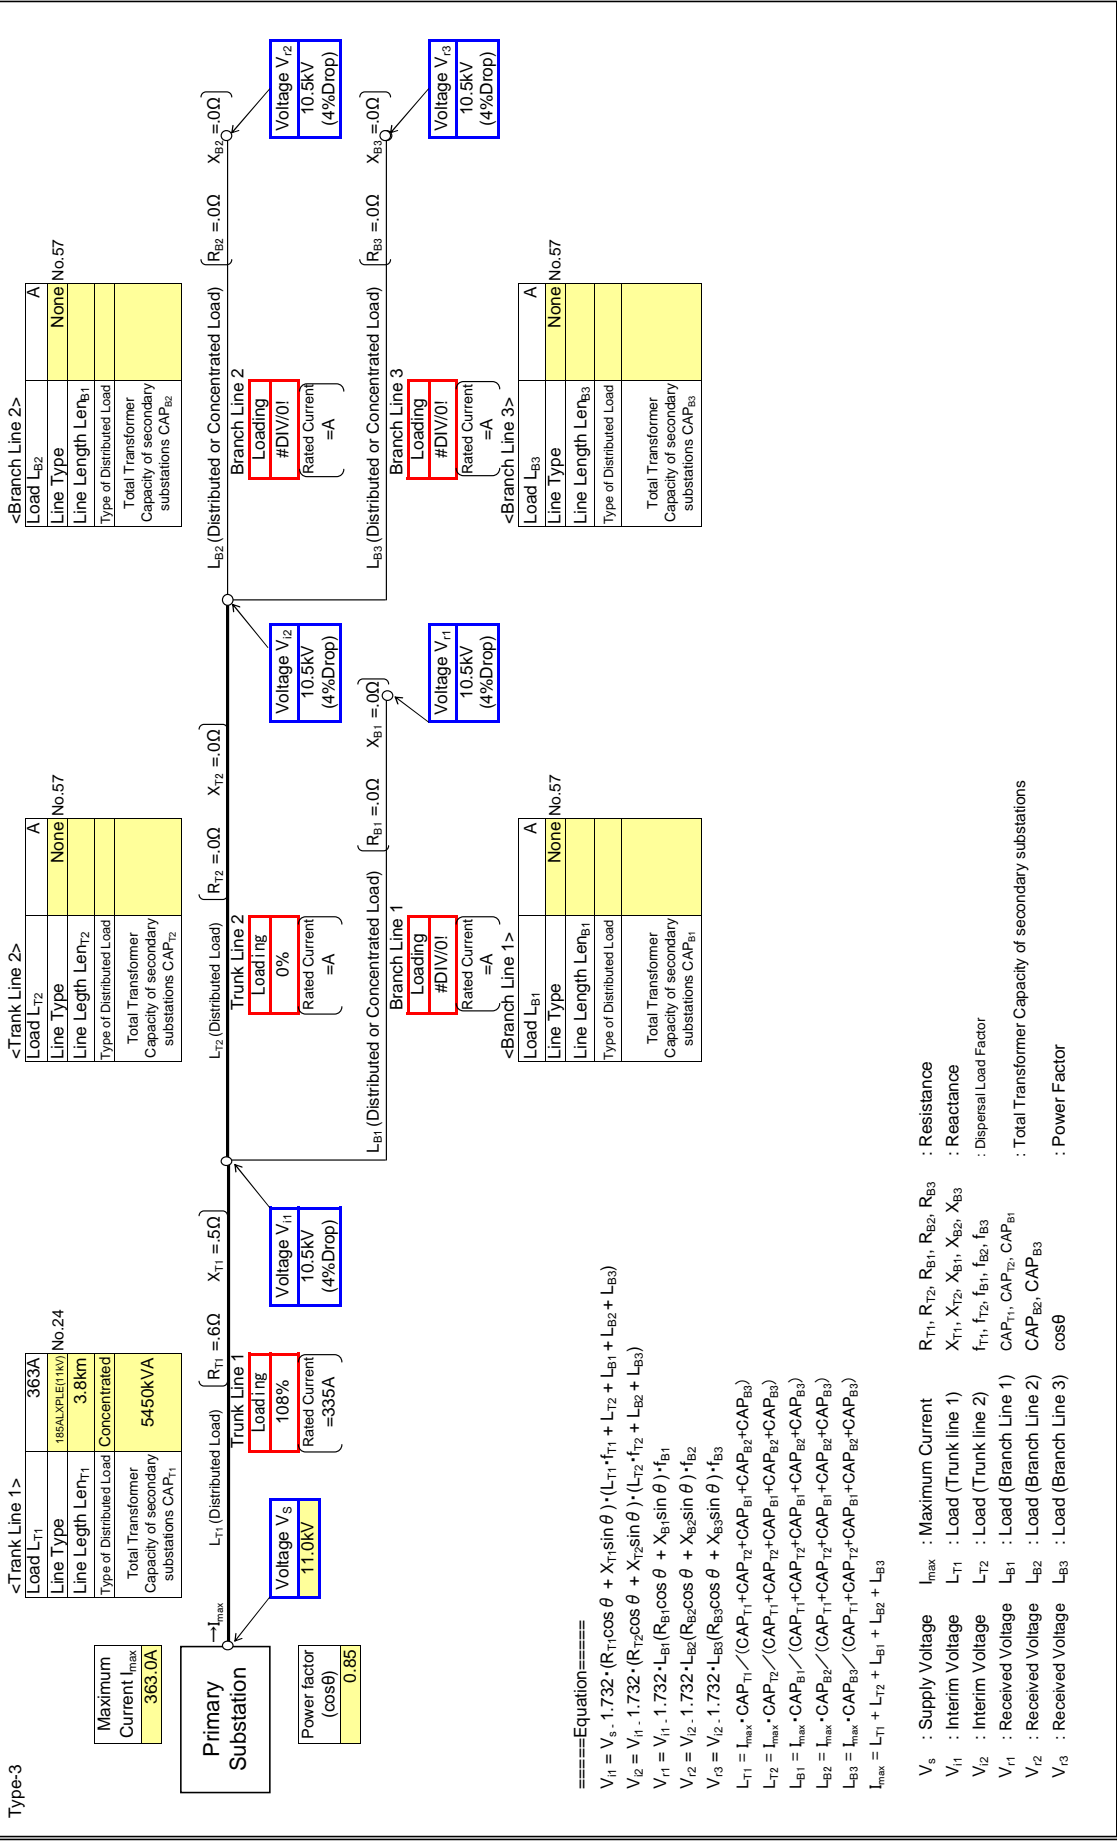 Type-3
Maximum
Current Imax
363.0A
Primary
Substation
→Imax
Power factor
(cosθ)
0.85
Voltage VS
11.0kV
<Trank Line 1>
Load LT1 363A
Line Type 185ALXPLE(11kV) No.24
Line Length LenT1 3.8km
Type of Distributed Load Concentrated
Total Transformer
Capacity of secondary
substations CAPT1
5450kVA
LT1 (Distributed Load) RT1 =.6Ω XT1 =.5Ω
Trunk Line 1
Loading
108%
Rated Current
=335A
Voltage Vi1
10.5kV
(4%Drop)
<Trank Line 2>
Load LT2 A
Line Type None No.57
Line Legth LenT2
Type of Distributed Load
Total Transformer
Capacity of secondary
substations CAPT2
LT2 (Distributed Load) RT2 =.0Ω XT2 =.0Ω
Trunk Line 2
Loading
0%
Rated Current
=A
Voltage Vi2
10.5kV
(4%Drop)
LB1 (Distributed or Concentrated Load) RB1 =.0Ω XB1 =.0Ω
Branch Line 1
Loading
#DIV/0!
Rated Current
=A
Voltage Vr1
10.5kV
(4%Drop)
<Branch Line 1>
Load LB1 A
Line Type None No.57
Line Length LenB1
Type of Distributed Load
Total Transformer
Capacity of secondary
substations CAPB1
<Branch Line 2>
Load LB2 A
Line Type None No.57
Line Length LenB1
Type of Distributed Load
Total Transformer
Capacity of secondary
substations CAPB2
LB2 (Distributed or Concentrated Load) RB2 =.0Ω XB2 =.0Ω
Branch Line 2
Loading
#DIV/0!
Rated Current
=A
Voltage Vr2
10.5kV
(4%Drop)
LB3 (Distributed or Concentrated Load) RB3 =.0Ω XB3 =.0Ω
Branch Line 3
Loading
#DIV/0!
Rated Current
=A
Voltage Vr3
10.5kV
(4%Drop)
<Branch Line 3>
Load LB3 A
Line Type None No.57
Line Length LenB3
Type of Distributed Load
Total Transformer
Capacity of secondary
substations CAPB3
=====Equation=====
Vi1 = VS - 1.732・(RT1cosθ + XT1sinθ)・(LT1・fT1 + LT2 + LB1 + LB2 + LB3)
Vi2 = Vi1 - 1.732・(RT2cosθ + XT2sinθ)・(LT2・fT2 + LB2 + LB3)
Vr1 = Vi1 - 1.732・LB1(RB1cosθ + XB1sinθ)・fB1
Vr2 = Vi2 - 1.732・LB2(RB2cosθ + XB2sinθ)・fB2
Vr3 = Vi2 - 1.732・LB3(RB3cosθ + XB3sinθ)・fB3
LT1 = Imax・CAPT1／(CAPT1+CAPT2+CAPB1+CAPB2+CAPB3)
LT2 = Imax・CAPT2／(CAPT1+CAPT2+CAPB1+CAPB2+CAPB3)
LB1 = Imax・CAPB1／(CAPT1+CAPT2+CAPB1+CAPB2+CAPB3)
LB2 = Imax・CAPB2／(CAPT1+CAPT2+CAPB1+CAPB2+CAPB3)
LB3 = Imax・CAPB3／(CAPT1+CAPT2+CAPB1+CAPB2+CAPB3)
Imax = LT1 + LT2 + LB1 + LB2 + LB3
Vs : Supply Voltage Imax : Maximum Current RT1, RT2, RB1, RB2, RB3 : Resistance
Vi1 : Interim Voltage LT1 : Load (Trunk line 1) XT1, XT2, XB1, XB2, XB3 : Reactance
Vi2 : Interim Voltage LT2 : Load (Trunk line 2) fT1, fT2, fB1, fB2, fB3 : Dispersal Load Factor
Vr1 : Received Voltage LB1 : Load (Branch Line 1) CAPT1, CAPT2, CAPB1 : Total Transformer Capacity of secondary substations
Vr2 : Received Voltage LB2 : Load (Branch Line 2) CAPB2, CAPB3
Vr3 : Received Voltage LB3 : Load (Branch Line 3) cosθ : Power Factor